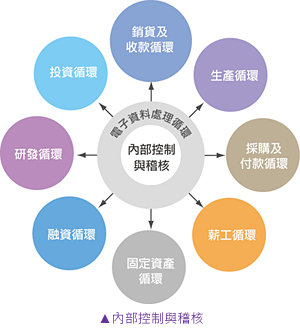 銷貨及
收款循環
投資循環
生產循環
電子資料處理循環
研發循環
內部控制
與稽核
採購及
付款循環
融資循環
薪工循環
固定資產
循環
▲內部控制與稽核